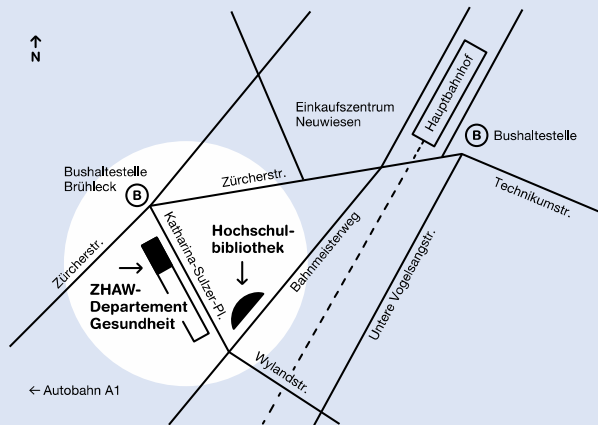 N
Einkaufszentrum
Neuwiesen
Hauptbahnhof
B Bushaltestelle
Bushaltestelle
Brühleck
B
Zürcherstr.
Technikumstr.
Zürcherstr.
Katharina-Sulzer-Pl.
Hochschul-
bibliothek
Bahnmeisterweg
Untere Vogelsangstr.
ZHAW-
Departement
Gesundheit
Wylandstr.
← Autobahn A1